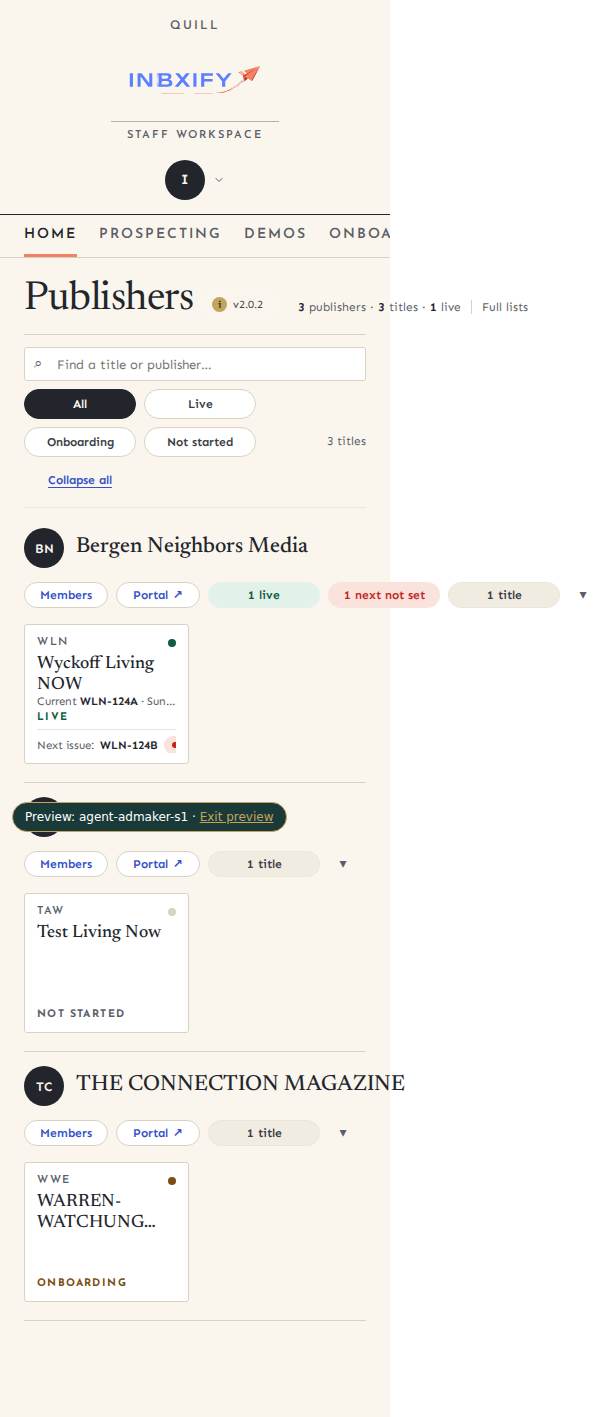 QUILL
INBXIFY
STAFF WORKSPACE
I
HOME PROSPECTING DEMOS ONBOA
Publishers i v2.0.2 3 publishers · 3 titles · 1 live Full lists
Find a title or publisher...
All Live
Onboarding Not started 3 titles
Collapse all
BN Bergen Neighbors Media
Members Portal ↗ 1 live 1 next not set 1 title ▼
WLN
Wyckoff Living
NOW
Current WLN-124A · Sun...
LIVE
Next issue: WLN-124B
Preview: agent-admaker-s1 · Exit preview
Members Portal ↗ 1 title ▼
TAW
Test Living Now
NOT STARTED
TC THE CONNECTION MAGAZINE
Members Portal ↗ 1 title ▼
WWE
WARREN-
WATCHUNG...
ONBOARDING